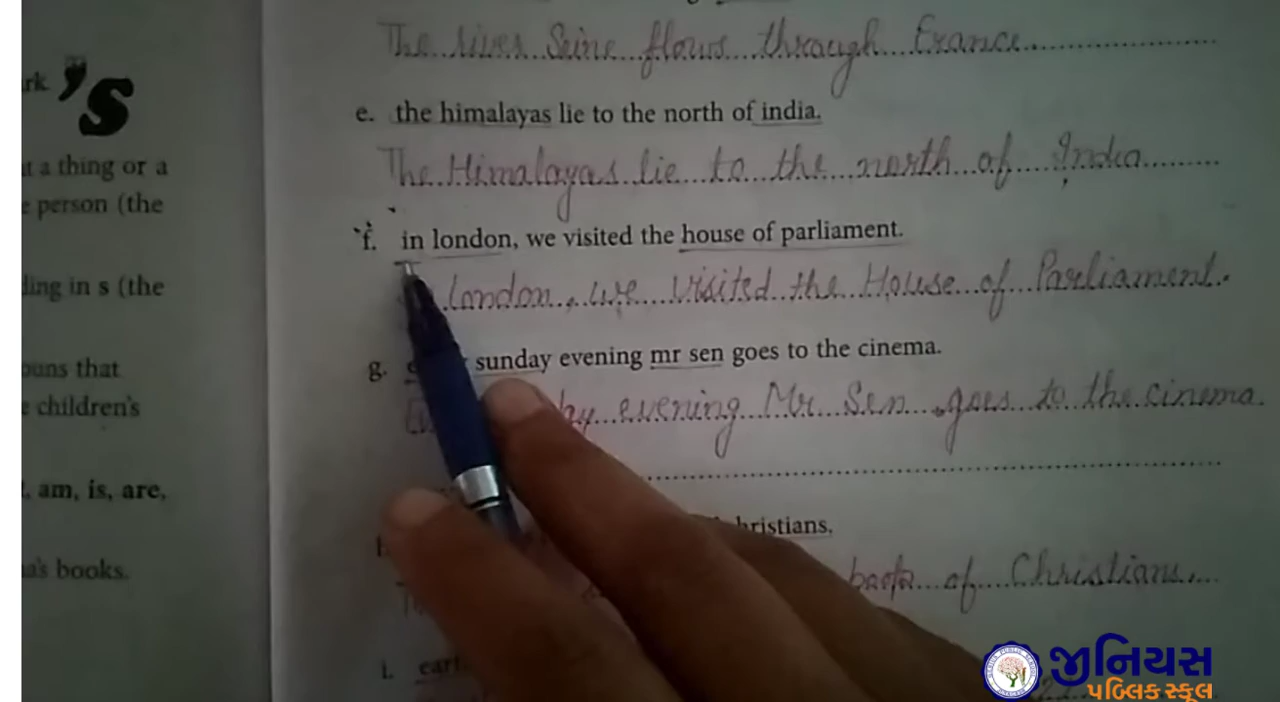 The river Seine flows through France
rk 's
e. the himalayas lie to the north of india.
t a thing or a
The Himalayas lie to the north of India
e person (the
f. in london, we visited the house of parliament.
ling in s (the
london, we visited the House of Parliament.
g. sunday evening mr sen goes to the cinema.
ouns that
e children's
evening Mr. Sen goes to the cinema.
, am, is, are,
hristians.
a's books.
of Christians
i. eart
જીનિયસ
પબ્લિક સ્કૂલ